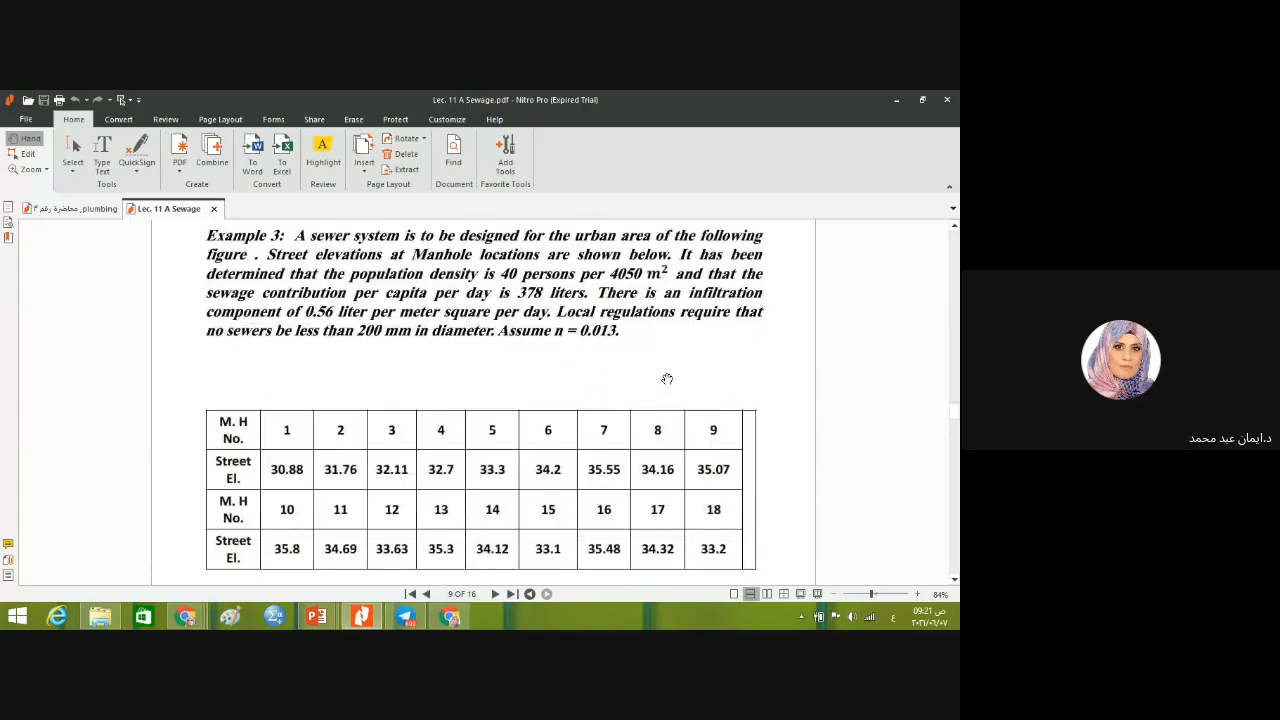 Lec. 11 A Sewage.pdf - Nitro Pro (Expired Trial)
File Home Convert Review Page Layout Forms Share Erase Protect Customize Help
Hand
Edit
Zoom
Select
Type Text
QuickSign
Tools
PDF
Combine
Create
To Word
To Excel
Convert
Highlight
Review
Insert
Rotate
Delete
Extract
Page Layout
Find
Document
Add Tools
Favorite Tools
محاضرة رقم ٣, plumbing
Lec. 11 A Sewage
Example 3: A sewer system is to be designed for the urban area of the following
figure . Street elevations at Manhole locations are shown below. It has been
determined that the population density is 40 persons per 4050 m² and that the
sewage contribution per capita per day is 378 liters. There is an infiltration
component of 0.56 liter per meter square per day. Local regulations require that
no sewers be less than 200 mm in diameter. Assume n = 0.013.
M. H No. 1 2 3 4 5 6 7 8 9
Street El. 30.88 31.76 32.11 32.7 33.3 34.2 35.55 34.16 35.07
M. H No. 10 11 12 13 14 15 16 17 18
Street El. 35.8 34.69 33.63 35.3 34.12 33.1 35.48 34.32 33.2
9 OF 16
84%
ع
09:21 ص
٢٠٢١/٠٦/٠٧
د.ايمان عبد محمد